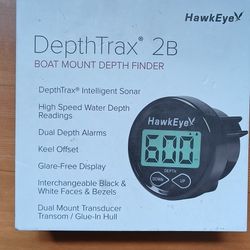 HawkEye
DepthTrax® 2B
BOAT MOUNT DEPTH FINDER
DepthTrax® Intelligent Sonar
High Speed Water Depth
Readings
Dual Depth Alarms
Keel Offset
Glare-Free Display
Interchangeable Black &
White Faces & Bezels
Dual Mount Transducer
Transom / Glue-In Hull
HawkEye
600
DEPTH
DOWN
UP